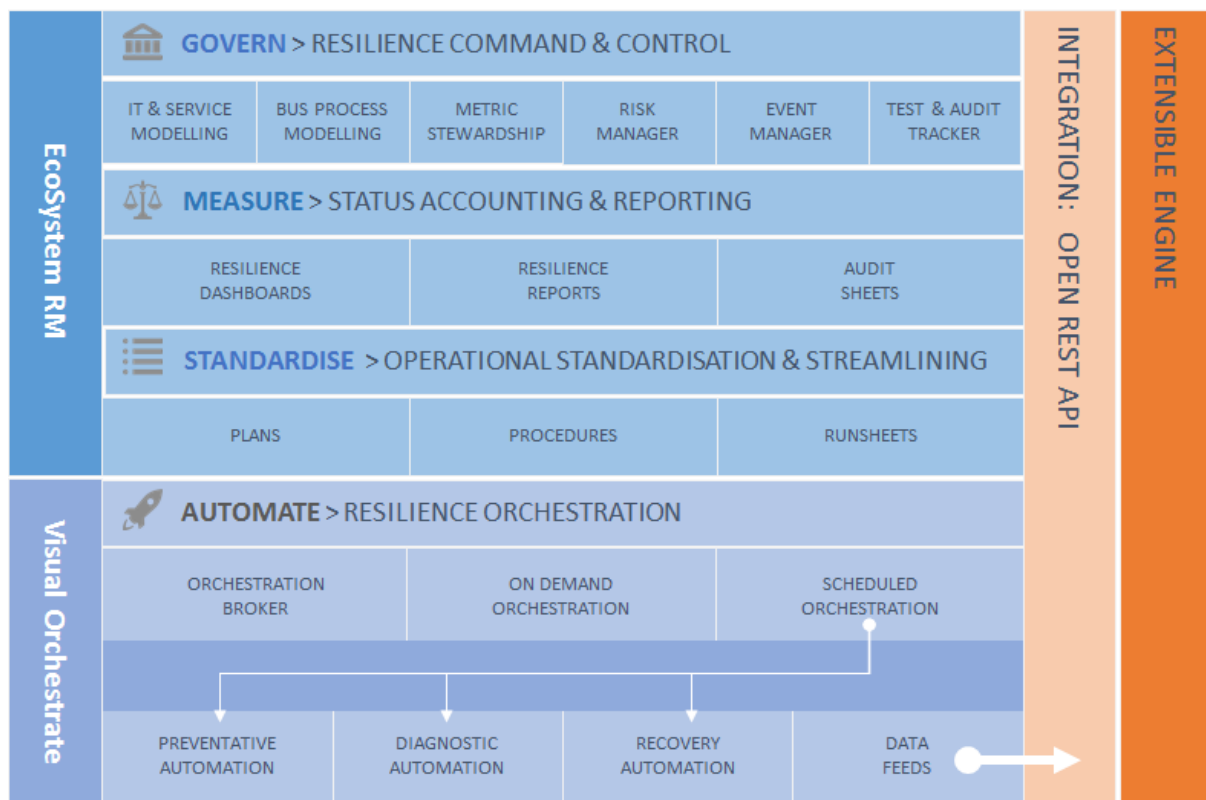 EcoSystem RM
GOVERN > RESILIENCE COMMAND & CONTROL
IT & SERVICE
MODELLING
BUS PROCESS
MODELLING
METRIC
STEWARDSHIP
RISK
MANAGER
EVENT
MANAGER
TEST & AUDIT
TRACKER
MEASURE > STATUS ACCOUNTING & REPORTING
RESILIENCE
DASHBOARDS
RESILIENCE
REPORTS
AUDIT
SHEETS
STANDARDISE > OPERATIONAL STANDARDISATION & STREAMLINING
PLANS
PROCEDURES
RUNSHEETS
Visual Orchestrate
AUTOMATE > RESILIENCE ORCHESTRATION
ORCHESTRATION
BROKER
ON DEMAND
ORCHESTRATION
SCHEDULED
ORCHESTRATION
PREVENTATIVE
AUTOMATION
DIAGNOSTIC
AUTOMATION
RECOVERY
AUTOMATION
DATA
FEEDS
INTEGRATION: OPEN REST API
EXTENSIBLE ENGINE